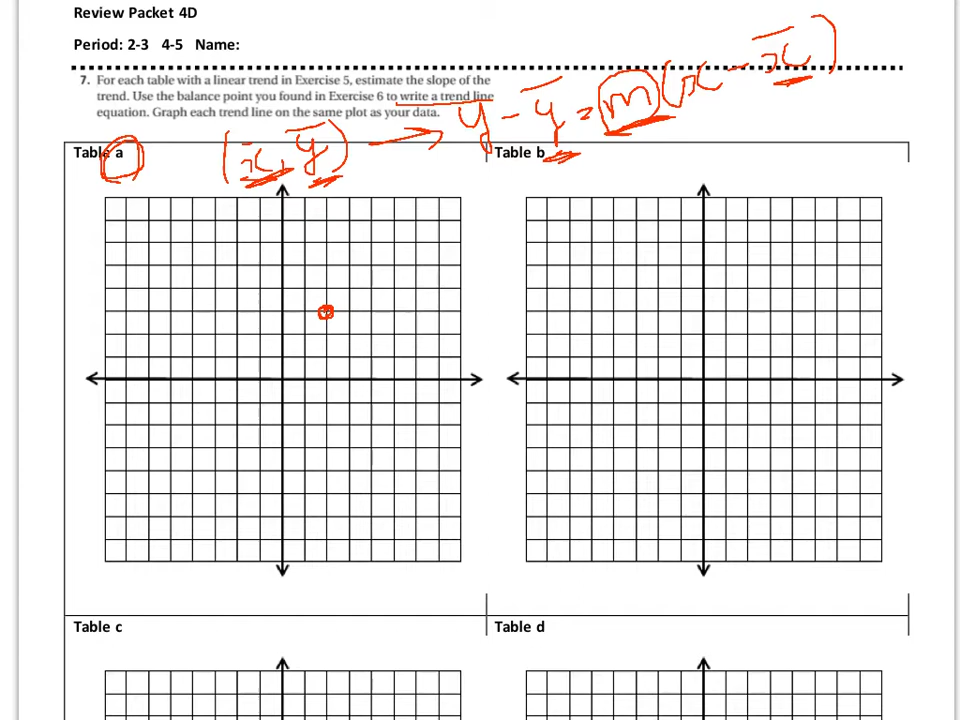 Review Packet 4D
Period: 2-3 4-5 Name:
7. For each table with a linear trend in Exercise 5, estimate the slope of the
trend. Use the balance point you found in Exercise 6 to write a trend line
equation. Graph each trend line on the same plot as your data.
y - ȳ = m(x - x̄)
(x̄, ȳ) →
Table a
Table b
Table c
Table d